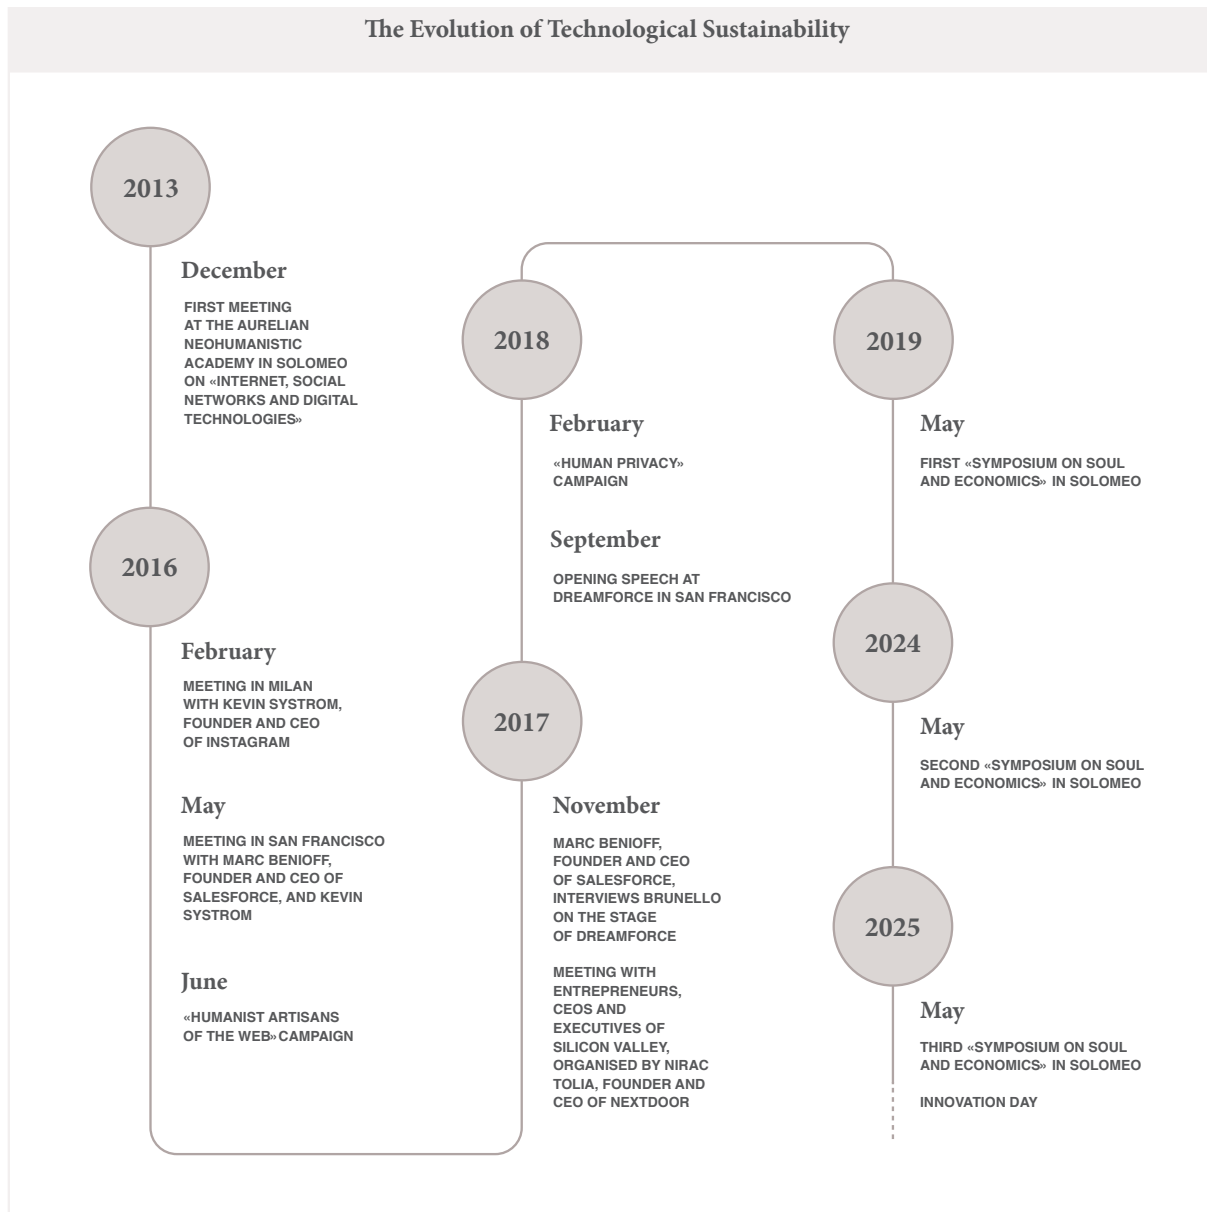 The Evolution of Technological Sustainability
2013
December
FIRST MEETING
AT THE AURELIAN
NEOHUMANISTIC
ACADEMY IN SOLOMEO
ON «INTERNET, SOCIAL
NETWORKS AND DIGITAL
TECHNOLOGIES»
2016
February
MEETING IN MILAN
WITH KEVIN SYSTROM,
FOUNDER AND CEO
OF INSTAGRAM
May
MEETING IN SAN FRANCISCO
WITH MARC BENIOFF,
FOUNDER AND CEO OF
SALESFORCE, AND KEVIN
SYSTROM
June
«HUMANIST ARTISANS
OF THE WEB» CAMPAIGN
2017
November
MARC BENIOFF,
FOUNDER AND CEO
OF SALESFORCE,
INTERVIEWS BRUNELLO
ON THE STAGE
OF DREAMFORCE
MEETING WITH
ENTREPRENEURS,
CEOS AND
EXECUTIVES OF
SILICON VALLEY,
ORGANISED BY NIRAC
TOLIA, FOUNDER AND
CEO OF NEXTDOOR
2018
February
«HUMAN PRIVACY»
CAMPAIGN
September
OPENING SPEECH AT
DREAMFORCE IN SAN FRANCISCO
2019
May
FIRST «SYMPOSIUM ON SOUL
AND ECONOMICS» IN SOLOMEO
2024
May
SECOND «SYMPOSIUM ON SOUL
AND ECONOMICS» IN SOLOMEO
2025
May
THIRD «SYMPOSIUM ON SOUL
AND ECONOMICS» IN SOLOMEO
INNOVATION DAY